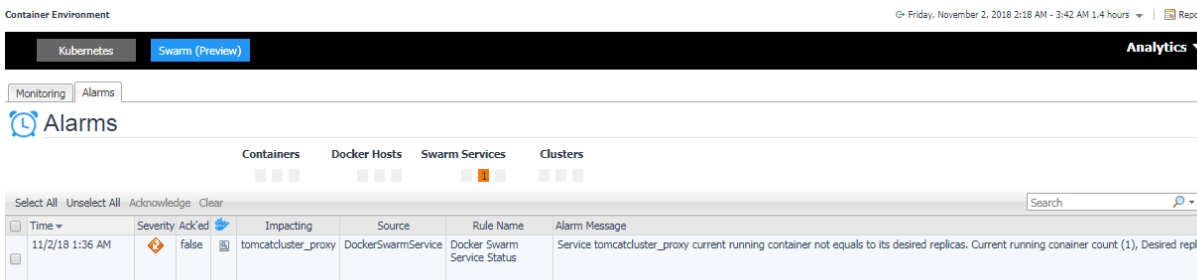 Container Environment
Friday, November 2, 2018 2:18 AM - 3:42 AM 1.4 hours
Repo
Kubernetes Swarm (Preview) Analytics
Monitoring Alarms
Alarms
Containers Docker Hosts Swarm Services Clusters
1
Select All Unselect All Acknowledge Clear Search
Time Severity Ack'ed Impacting Source Rule Name Alarm Message
11/2/18 1:36 AM false tomcatcluster_proxy DockerSwarmService Docker Swarm Service tomcatcluster_proxy current running container not equals to its desired replicas. Current running conainer count (1), Desired repl
Service Status